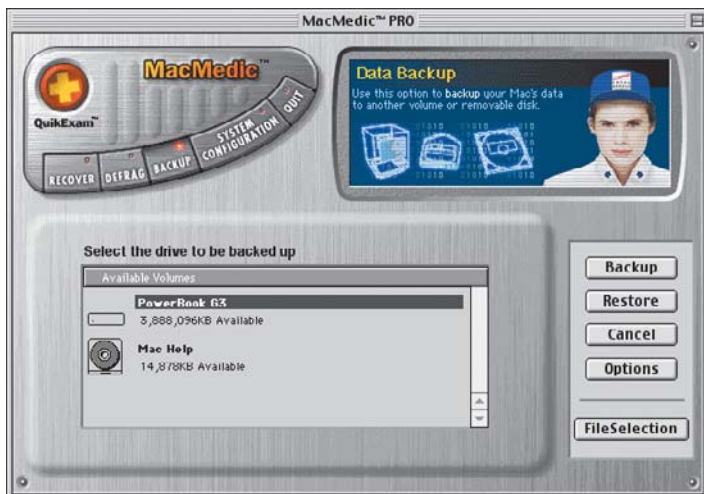 MacMedic™ PRO
MacMedic™
QuikExam™
RECOVER
DEFRAG
BACKUP
SYSTEM
CONFIGURATION
QUIT
Data Backup
Use this option to backup your Mac's data
to another volume or removable disk.
Select the drive to be backed up
Available Volumes
PowerBook G3
3,888,096KB Available
Mac Help
14,878KB Available
Backup
Restore
Cancel
Options
FileSelection